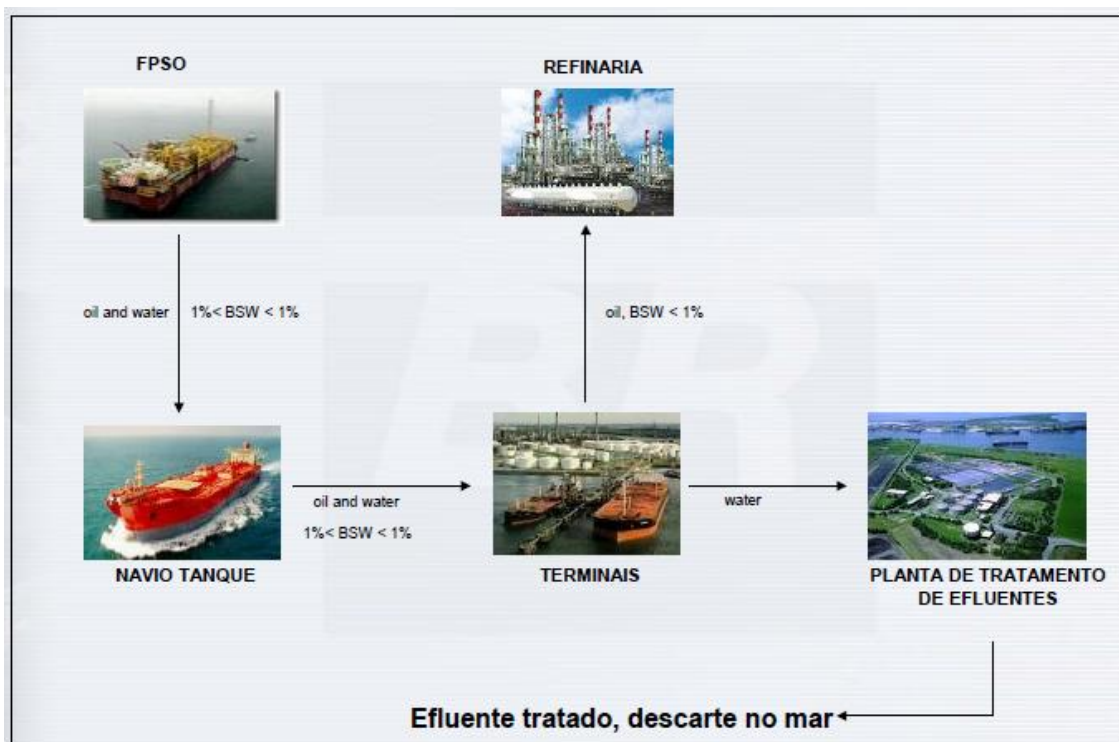 FPSO
REFINARIA
oil and water
1%< BSW < 1%
oil, BSW < 1%
oil and water
1%< BSW < 1%
water
NAVIO TANQUE
TERMINAIS
PLANTA DE TRATAMENTO
DE EFLUENTES
Efluente tratado, descarte no mar
BR